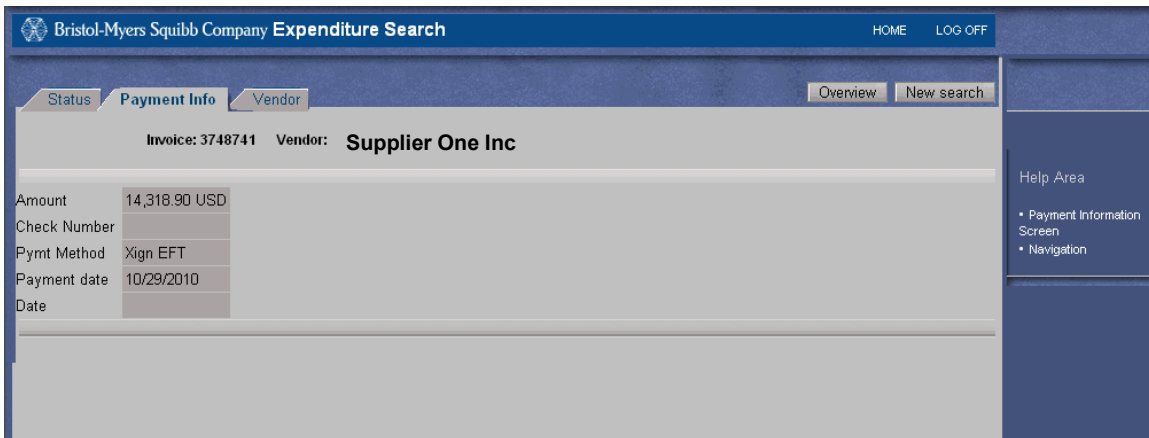 Bristol-Myers Squibb Company Expenditure Search
HOME LOG OFF
Status Payment Info Vendor
Overview New search
Invoice: 3748741 Vendor: Supplier One Inc
Amount 14,318.90 USD
Check Number
Pymt Method Xign EFT
Payment date 10/29/2010
Date
Help Area
• Payment Information
Screen
• Navigation